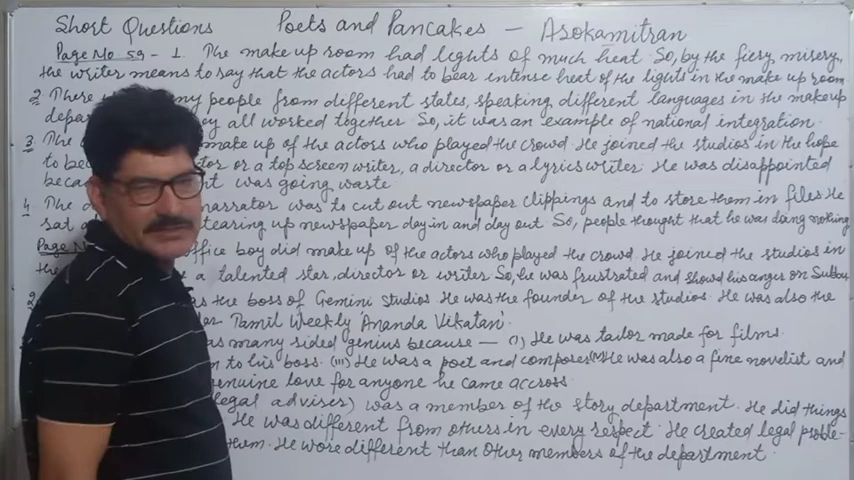 Short Questions Poets and Pancakes - Asokamitran
Page No 59 - 1. The make up room had lights of much heat So, by the fiery misery,
the writer means to say that the actors had to bear intense heat of the lights in the make up room
2 There people from different states, speaking different languages in the makeup
depa they all worked together. So, it was an example of national integration.
3 The make up of the actors who played the crowd. He joined the studios in the hope
to be tor or a top screen writer, a director or a lyrics writer. He was disappointed
beca was going waste
4 The narrator was to cut out newspaper clippings and to store them in files He
sat tearing up newspaper day in and day out So, people thought that he was doing nothing
Page N office boy did make up of the actors who played the crowd. He joined the studios in
the a talented star, director or writer So, he was frustrated and showd his anger on Subbu
2 as the boss of Gemini Studios. He was the founder of the studios. He was also the
Tamil Weekly 'Ananda Vikatan'.
as many sided genius because - (i) He was tailor made for films.
to his boss. (iii) He was a poet and composer He was also a fine novelist and
genuine love for anyone he came accross
legal adviser) was a member of the story department. He did things
He was different from others in every respect. He created legal proble-
them. He wore different than other members of the department